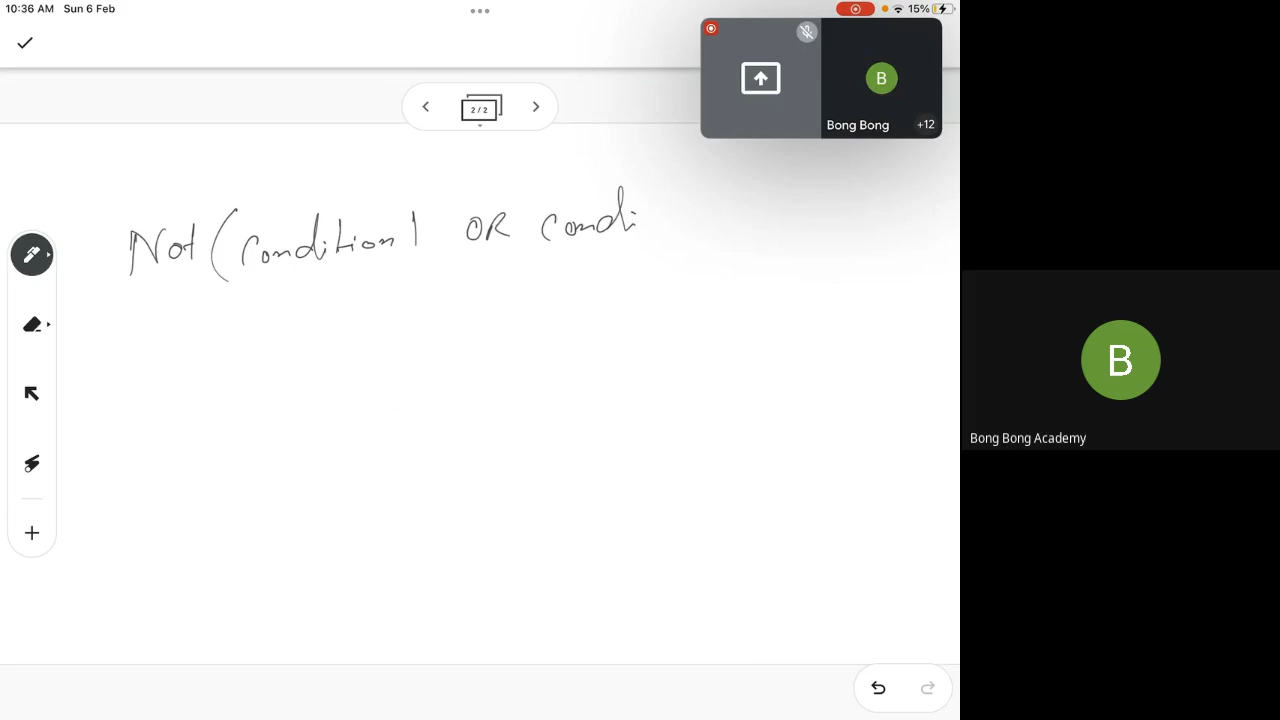 10:36 AM Sun 6 Feb
15%
B
Bong Bong +12
2 / 2
Not (condition 1 OR condi
B
Bong Bong Academy